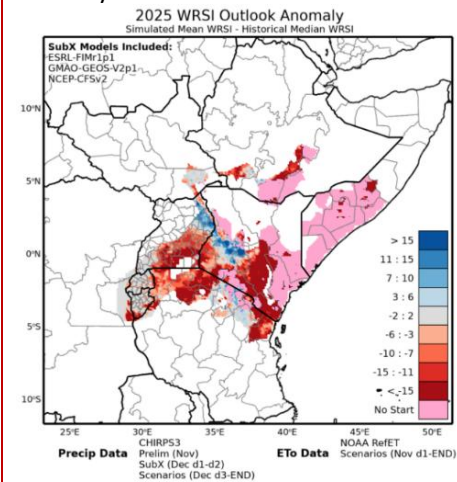 2025 WRSI Outlook Anomaly
Simulated Mean WRSI - Historical Median WRSI
SubX Models Included:
ESRL-FIMr1p1
GMAO-GEOS-V2p1
NCEP-CFSv2
10°N
5°N
0°N
5°S
10°S
> 15
11 : 15
7 : 10
3 : 6
-2 : 2
-6 : -3
-10 : -7
-15 : -11
< -15
No Start
25°E
30°E
35°E
40°E
45°E
50°E
Precip Data
CHIRPS3
Prelim (Nov)
SubX (Dec d1-d2)
Scenarios (Dec d3-END)
ETo Data
NOAA RefET
Scenarios (Nov d1-END)